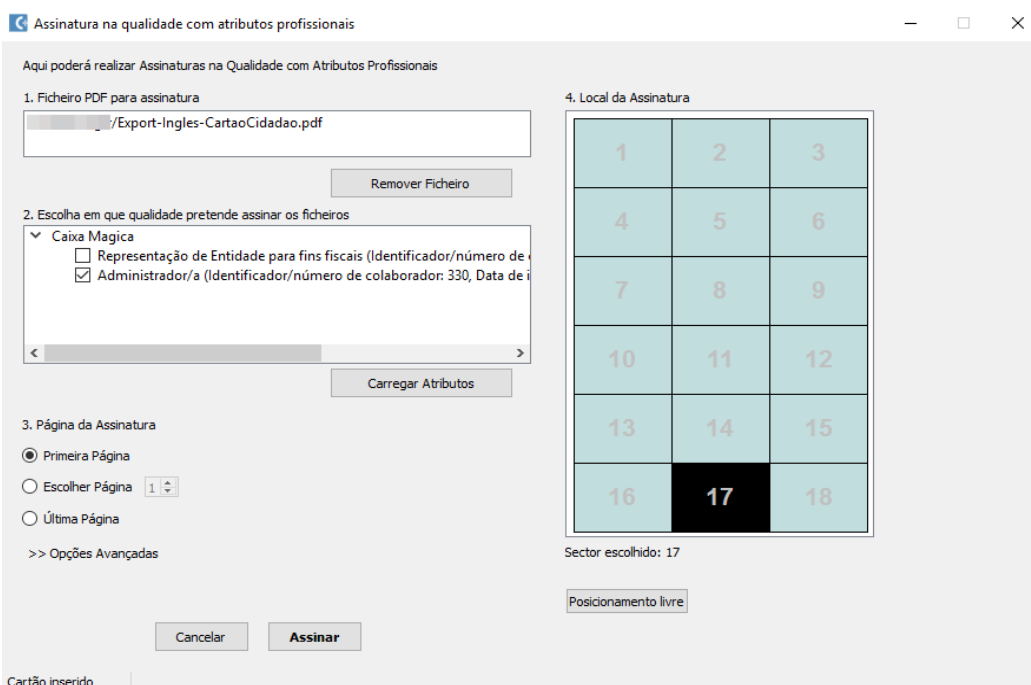 Assinatura na qualidade com atributos profissionais
Aqui poderá realizar Assinaturas na Qualidade com Atributos Profissionais
1. Ficheiro PDF para assinatura
/Export-Ingles-CartaoCidadao.pdf
Remover Ficheiro
2. Escolha em que qualidade pretende assinar os ficheiros
Caixa Magica
Representação de Entidade para fins fiscais (Identificador/número de
Administrador/a (Identificador/número de colaborador: 330, Data de i
Carregar Atributos
3. Página da Assinatura
Primeira Página
Escolher Página 1
Última Página
>> Opções Avançadas
Cancelar
Assinar
4. Local da Assinatura
1 2 3
4 5 6
7 8 9
10 11 12
13 14 15
16 17 18
Sector escolhido: 17
Posicionamento livre
Cartão inserido